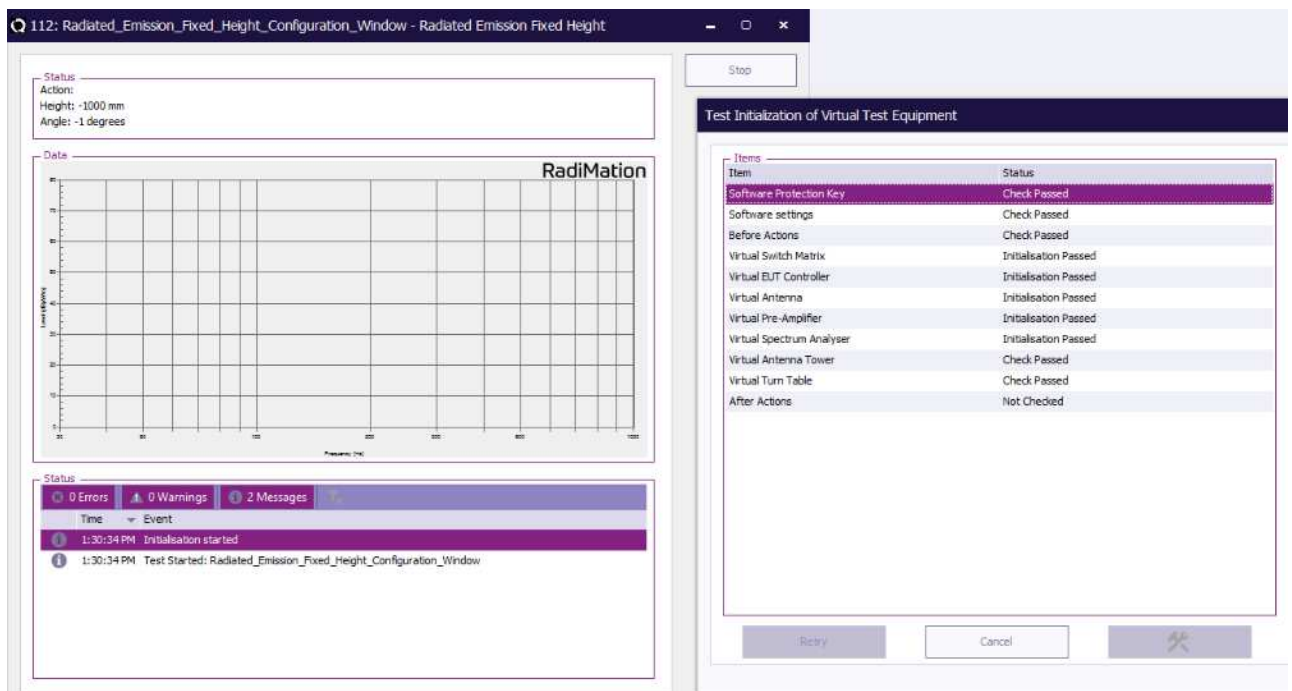 112: Radiated_Emission_Fixed_Height_Configuration_Window - Radiated Emission Fixed Height
Stop
Status
Action:
Height: -1000 mm
Angle: -1 degrees
Data
RadiMation
Frequency [Hz]
Status
0 Errors 0 Warnings 2 Messages
Time Event
1:30:34 PM Initialisation started
1:30:34 PM Test Started: Radiated_Emission_Fixed_Height_Configuration_Window
Test Initialization of Virtual Test Equipment
Items
Item Status
Software Protection Key Check Passed
Software settings Check Passed
Before Actions Check Passed
Virtual Switch Matrix Initialisation Passed
Virtual EUT Controller Initialisation Passed
Virtual Antenna Initialisation Passed
Virtual Pre-Amplifier Initialisation Passed
Virtual Spectrum Analyser Initialisation Passed
Virtual Antenna Tower Check Passed
Virtual Turn Table Check Passed
After Actions Not Checked
Retry Cancel